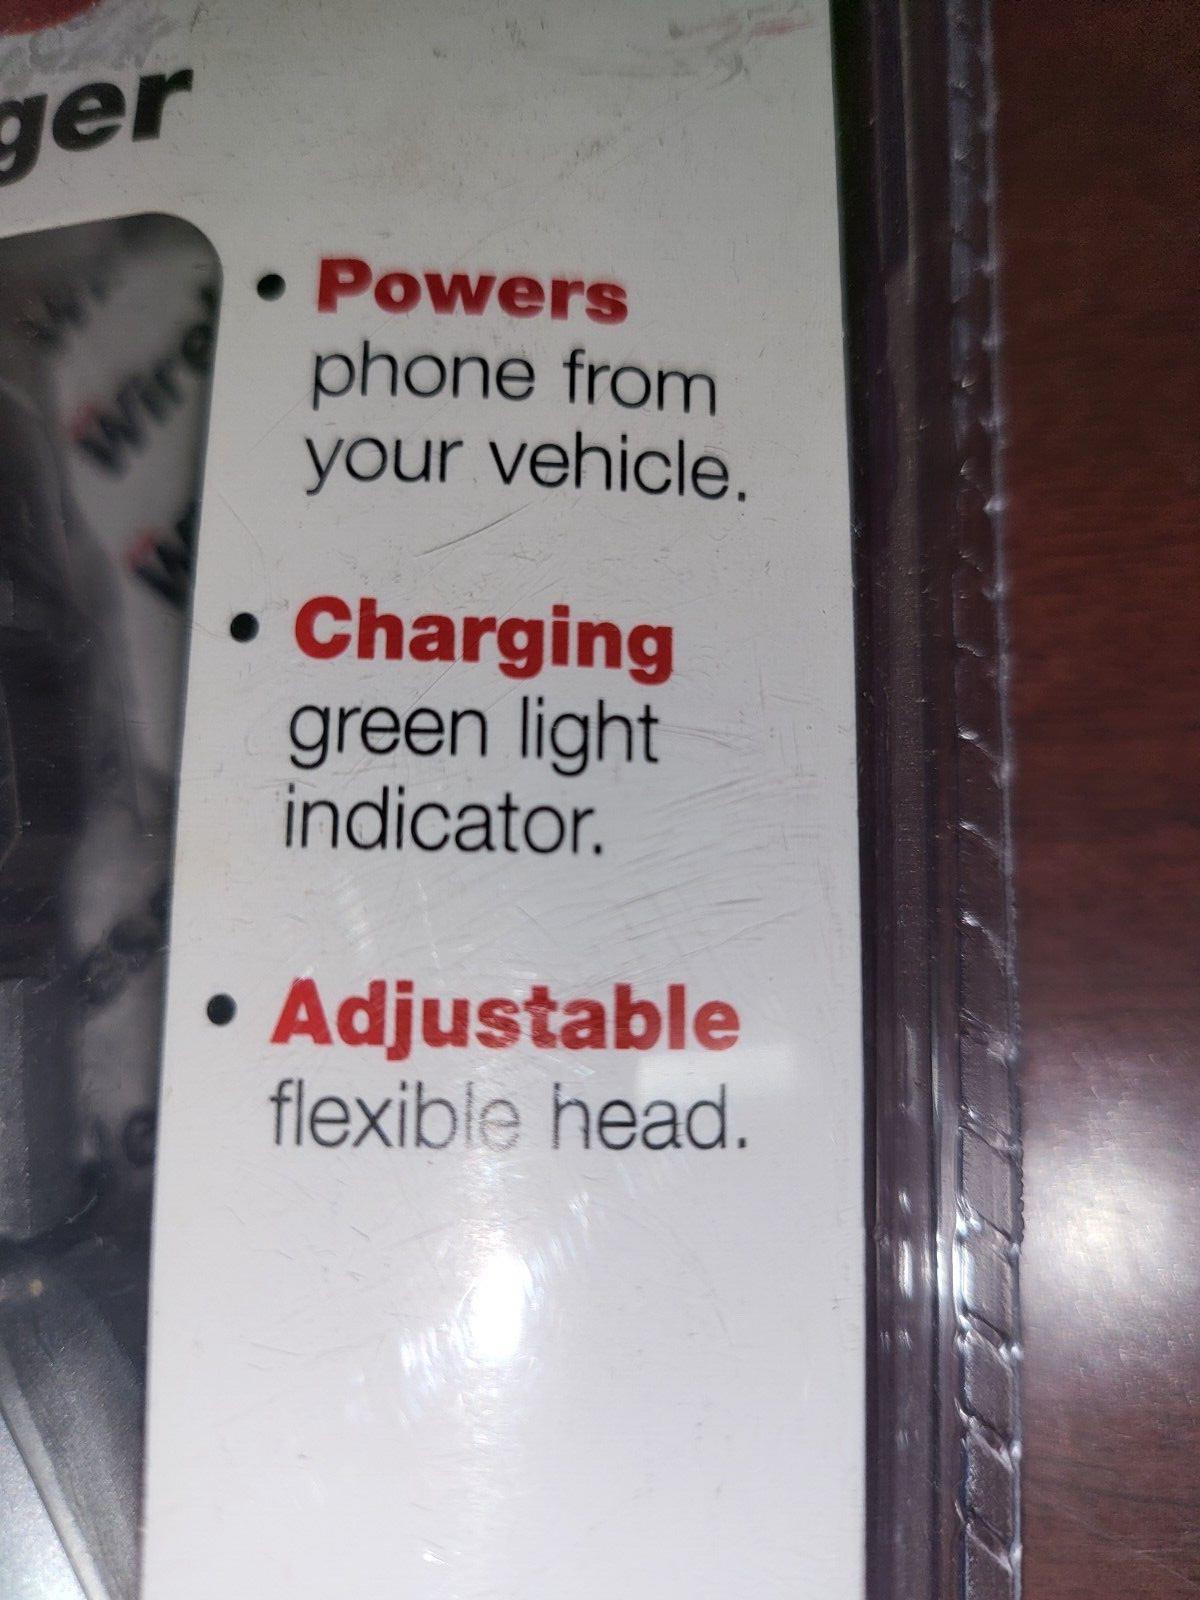 ger
• Powers
phone from
your vehicle.
• Charging
green light
indicator.
• Adjustable
flexible head.